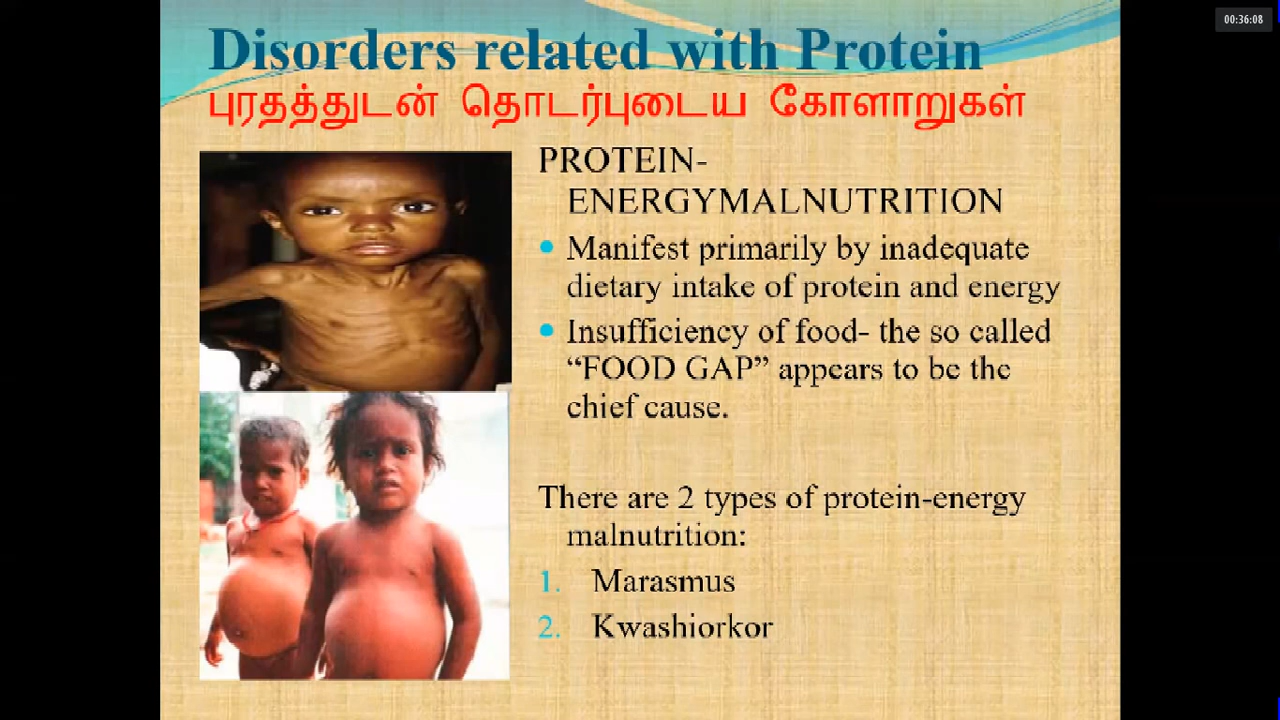 00:36:08
Disorders related with Protein
புரதத்துடன் தொடர்புடைய கோளாறுகள்
PROTEIN-
ENERGYMALNUTRITION
• Manifest primarily by inadequate
dietary intake of protein and energy
• Insufficiency of food- the so called
“FOOD GAP” appears to be the
chief cause.
There are 2 types of protein-energy
malnutrition:
1. Marasmus
2. Kwashiorkor